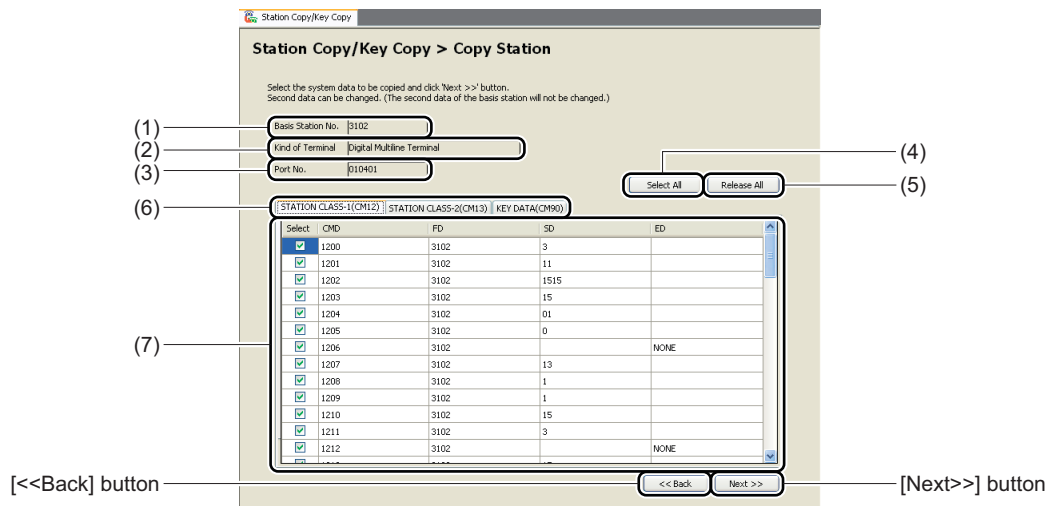 Station Copy/Key Copy
Station Copy/Key Copy > Copy Station
Select the system data to be copied and click 'Next >>' button.
Second data can be changed. (The second data of the basis station will not be changed.)
(1) Basis Station No. 3102
(2) Kind of Terminal Digital Multiline Terminal
(3) Port No. 010401
(4)
Select All Release All (5)
(6) STATION CLASS-1(CM12) STATION CLASS-2(CM13) KEY DATA(CM90)
Select CMD FD SD ED
1200 3102 3
1201 3102 11
1202 3102 1515
1203 3102 15
1204 3102 01
1205 3102 0
(7) 1206 3102 NONE
1207 3102 13
1208 3102 1
1209 3102 1
1210 3102 15
1211 3102 3
1212 3102 NONE
[<<Back] button << Back Next >> [Next>>] button